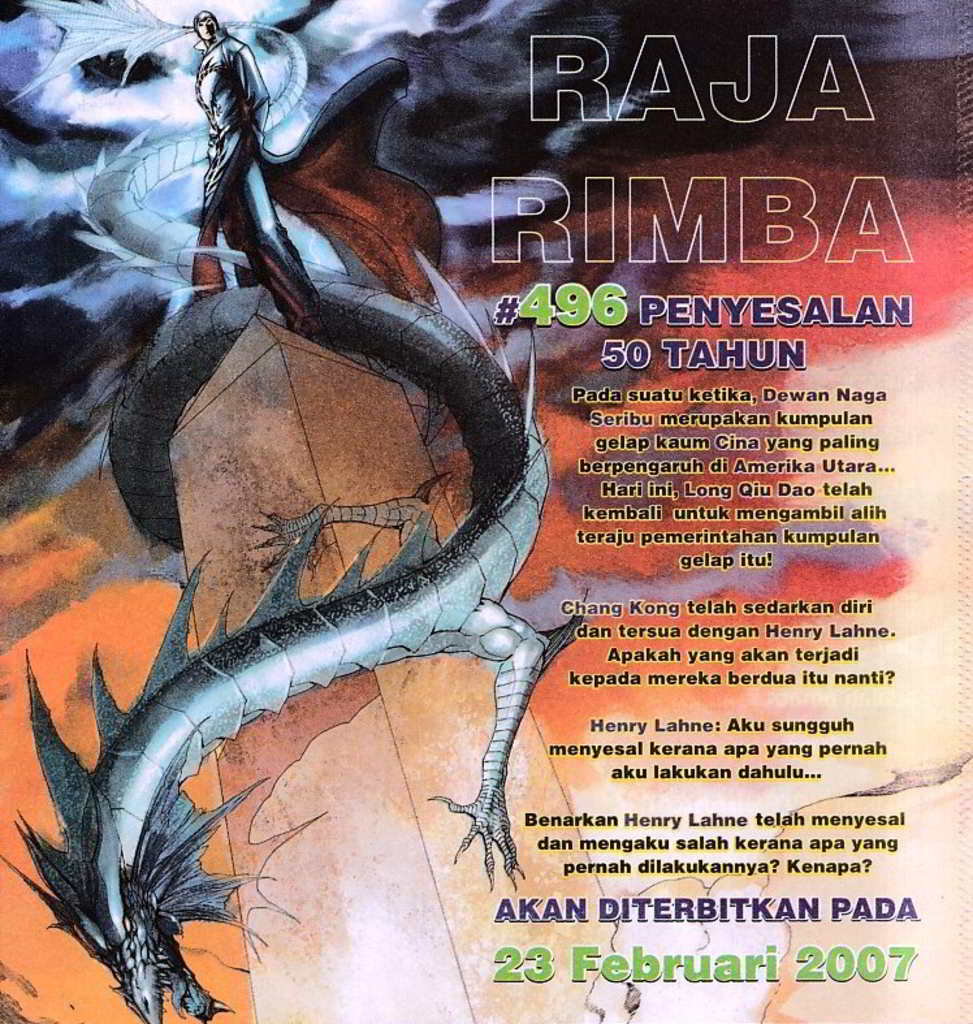 RAJA
RIMBA
#496 PENYESALAN
50 TAHUN
Pada suatu ketika, Dewan Naga
Seribu merupakan kumpulan
gelap kaum Cina yang paling
berpengaruh di Amerika Utara...
Hari ini, Long Qiu Dao telah
kembali untuk mengambil alih
teraju pemerintahan kumpulan
gelap itu!
Chang Kong telah sedarkan diri
dan tersua dengan Henry Lahne.
Apakah yang akan terjadi
kepada mereka berdua itu nanti?
Henry Lahne: Aku sungguh
menyesal kerana apa yang pernah
aku lakukan dahulu...
Benarkan Henry Lahne telah menyesal
dan mengaku salah kerana apa yang
pernah dilakukannya? Kenapa?
AKAN DITERBITKAN PADA
23 Februari 2007